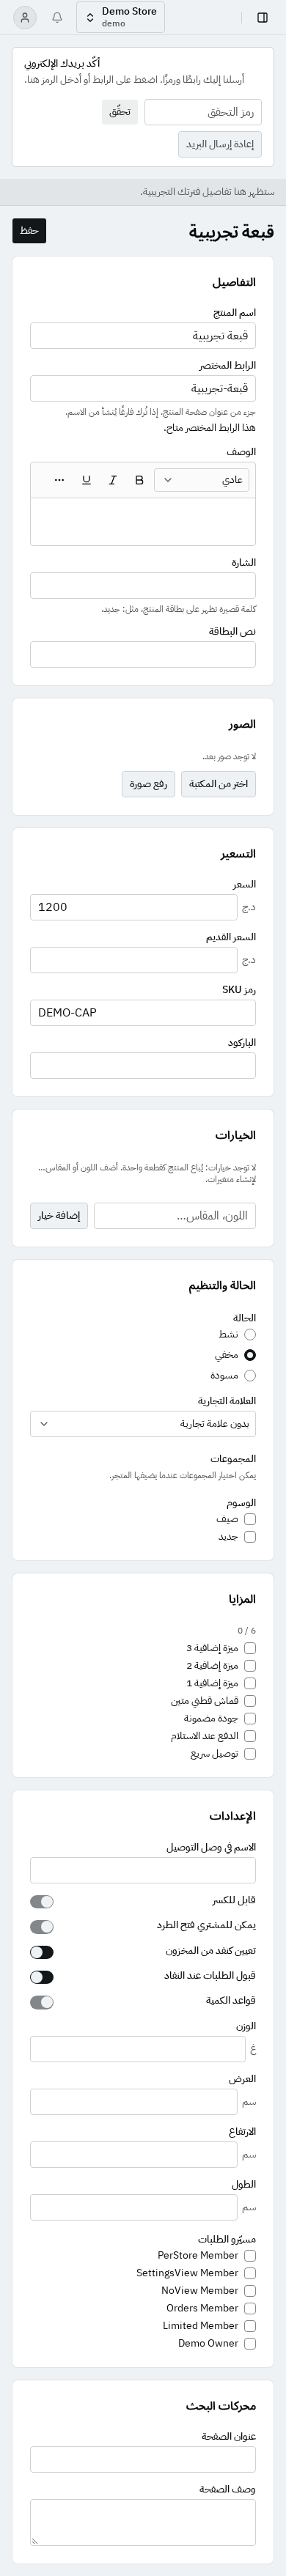 Demo Store
demo
أكّد بريدك الإلكتروني
أرسلنا إليك رابطًا ورمزًا. اضغط على الرابط أو أدخل الرمز هنا.
رمز التحقق
تحقّق
إعادة إرسال البريد
ستظهر هنا تفاصيل فترتك التجريبية.
قبعة تجريبية
حفظ
التفاصيل
اسم المنتج
قبعة تجريبية
الرابط المختصر
قبعة-تجريبية
جزء من عنوان صفحة المنتج. إذا تُرك فارغًا يُنشأ من الاسم.
هذا الرابط المختصر متاح.
الوصف
عادي
الشارة
كلمة قصيرة تظهر على بطاقة المنتج. مثل: جديد.
نص البطاقة
الصور
لا توجد صور بعد.
اختر من المكتبة
رفع صورة
التسعير
السعر
د.ج
1200
السعر القديم
د.ج
رمز SKU
DEMO-CAP
الباركود
الخيارات
لا توجد خيارات: يُباع المنتج كقطعة واحدة. أضف اللون أو المقاس…
لإنشاء متغيرات.
اللون، المقاس…
إضافة خيار
الحالة والتنظيم
الحالة
نشط
مخفي
مسودة
العلامة التجارية
بدون علامة تجارية
المجموعات
يمكن اختيار المجموعات عندما يضيفها المتجر.
الوسوم
صيف
جديد
المزايا
0 / 6
ميزة إضافية 3
ميزة إضافية 2
ميزة إضافية 1
قماش قطني متين
جودة مضمونة
الدفع عند الاستلام
توصيل سريع
الإعدادات
الاسم في وصل التوصيل
قابل للكسر
يمكن للمشتري فتح الطرد
تعيين كنفد من المخزون
قبول الطلبات عند النفاد
قواعد الكمية
الوزن
غ
العرض
سم
الارتفاع
سم
الطول
سم
مسيّرو الطلبات
PerStore Member
SettingsView Member
NoView Member
Orders Member
Limited Member
Demo Owner
محركات البحث
عنوان الصفحة
وصف الصفحة